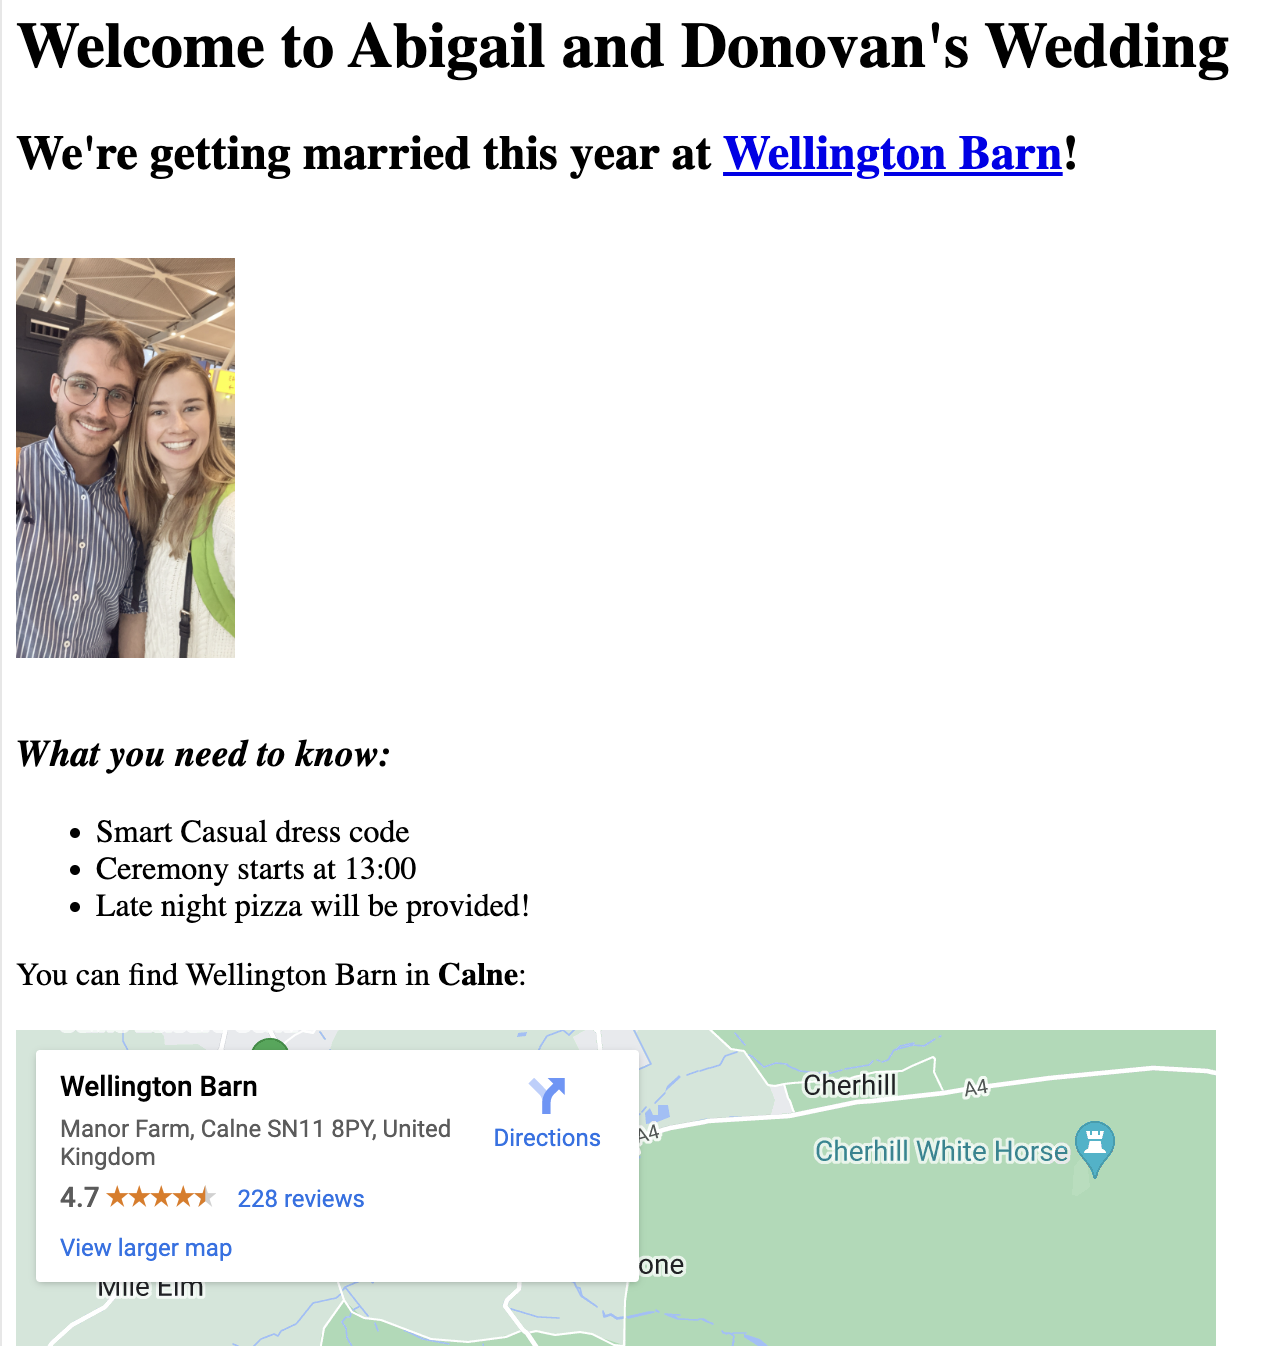 Welcome to Abigail and Donovan's Wedding
We're getting married this year at Wellington Barn!
What you need to know:
Smart Casual dress code
Ceremony starts at 13:00
Late night pizza will be provided!
You can find Wellington Barn in Calne:
Wellington Barn
Manor Farm, Calne SN11 8PY, United
Kingdom
Directions
4.7
228 reviews
View larger map
Cherhill
A4
A4
Cherhill White Horse
one
Mile Elm